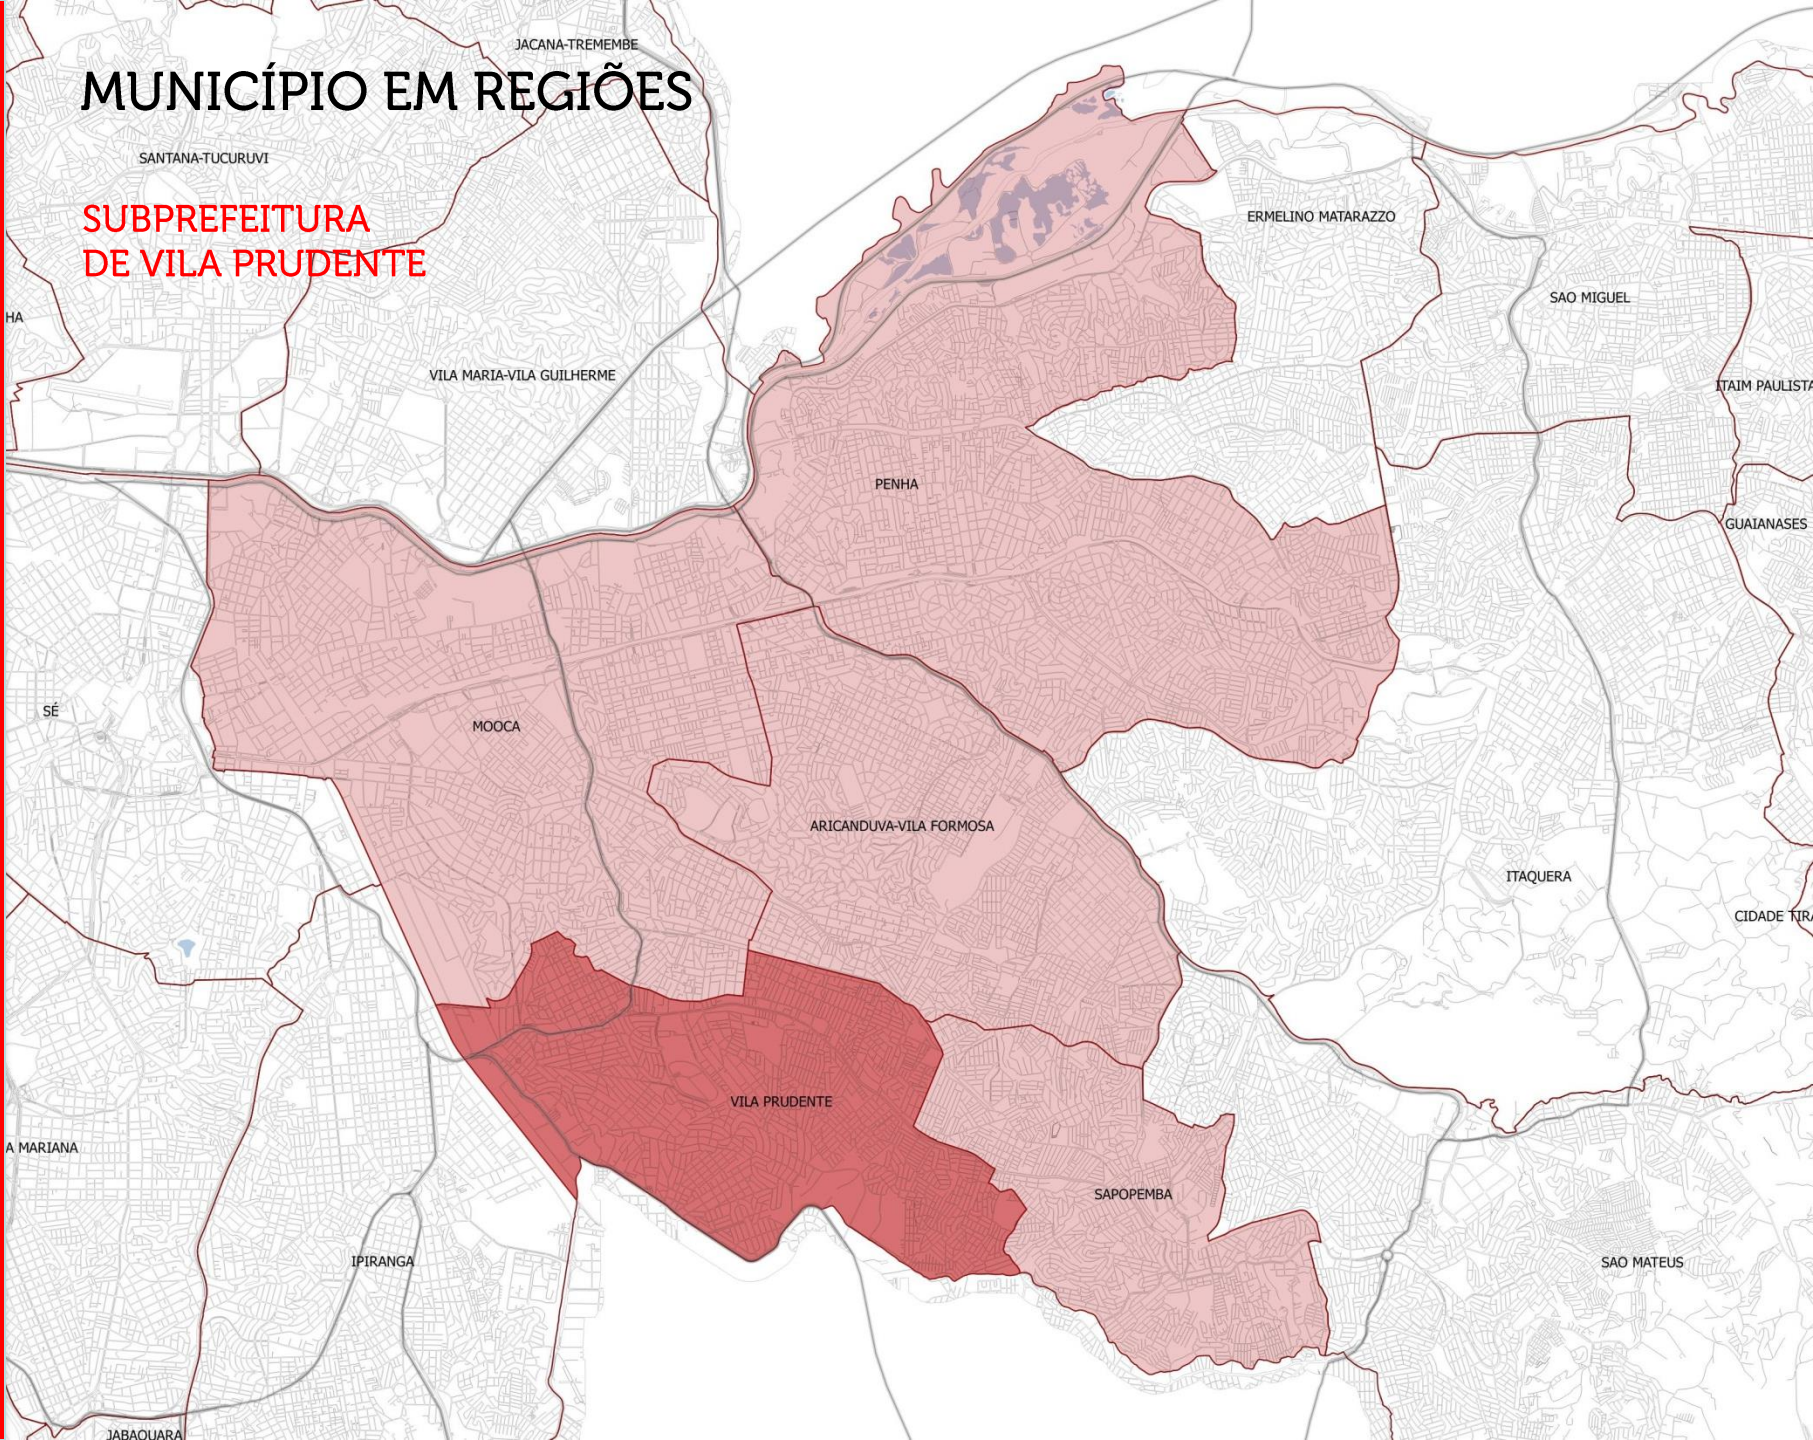 JACANA-TREMEMBE
MUNICÍPIO EM REGIÕES
SANTANA-TUCURUVI
SUBPREFEITURA
DE VILA PRUDENTE
ERMELINO MATARAZZO
SAO MIGUEL
HA
VILA MARIA-VILA GUILHERME
ITAIM PAULISTA
PENHA
GUAIANASES
SÉ
MOOCA
ARICANDUVA-VILA FORMOSA
ITAQUERA
CIDADE TIRA
VILA PRUDENTE
A MARIANA
SAPOPEMBA
IPIRANGA
SAO MATEUS
JABAQUARA